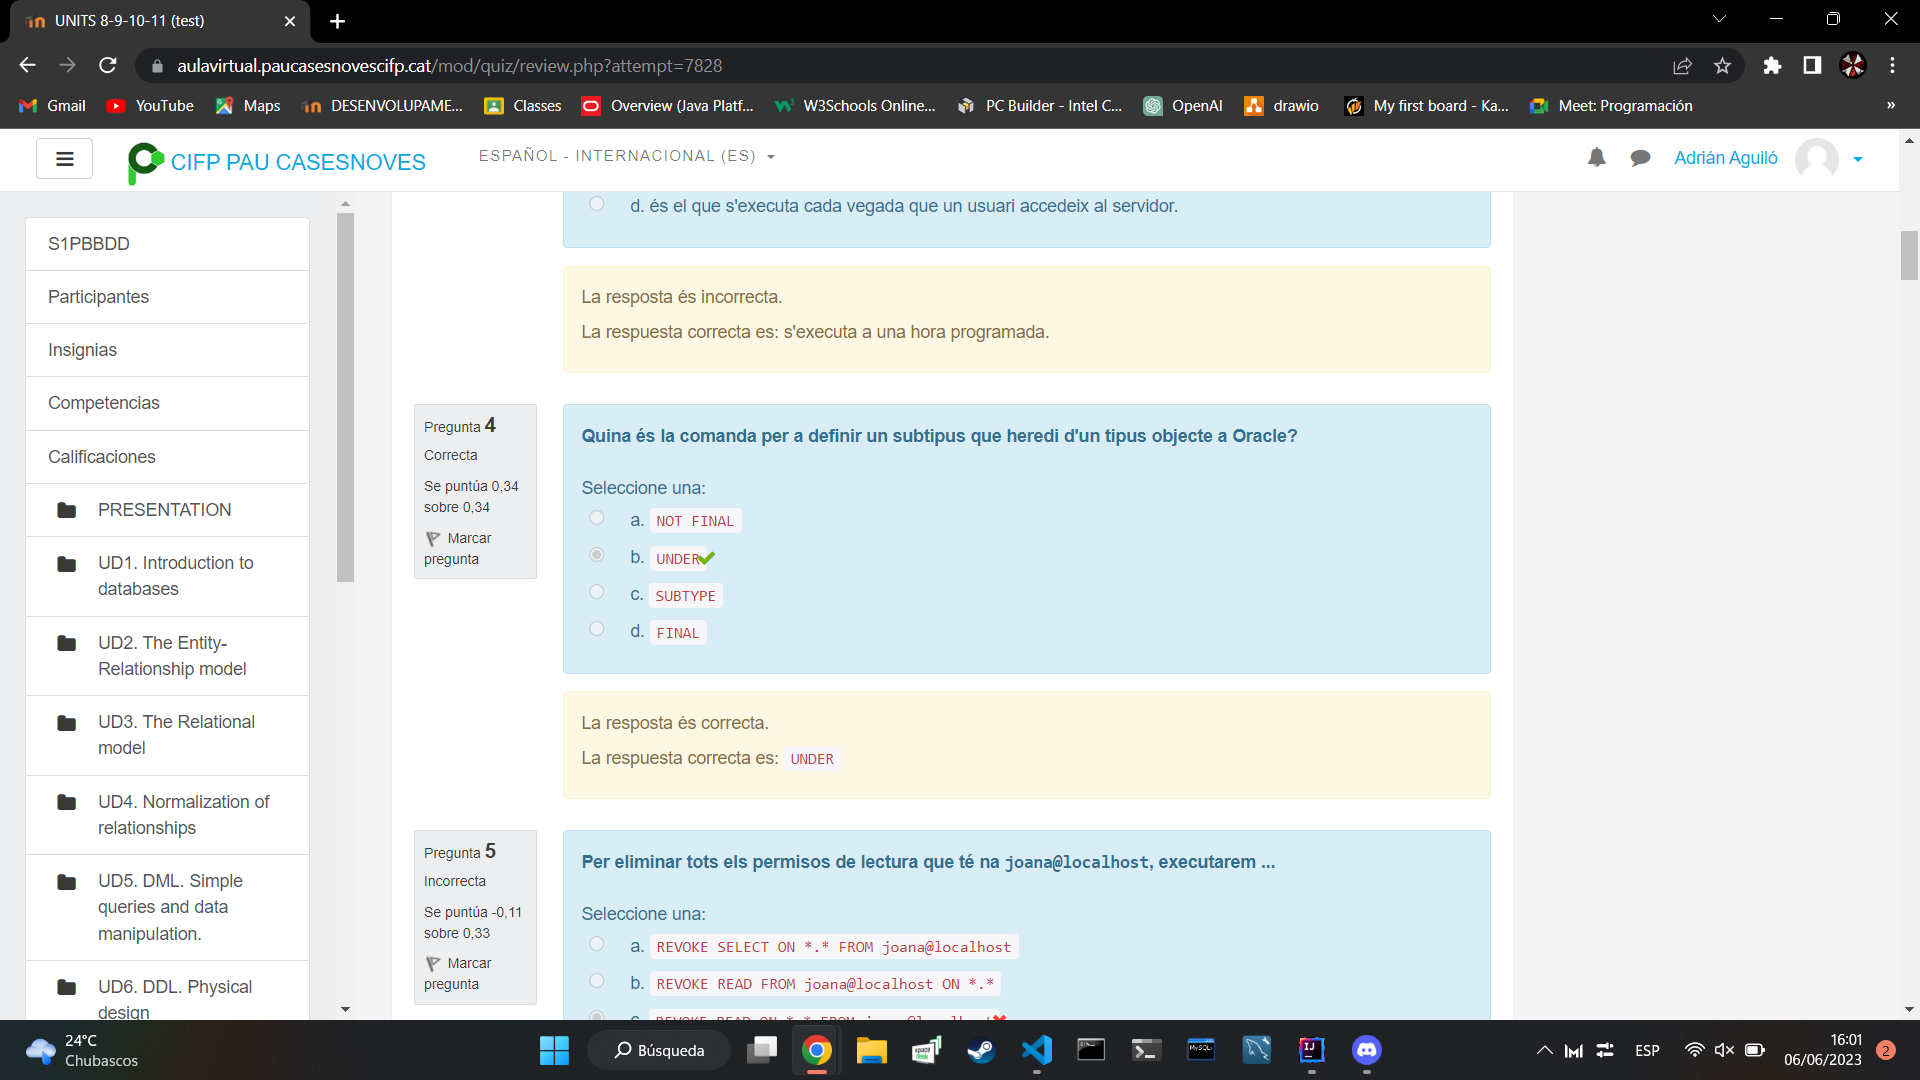 UNITS 8-9-10-11 (test)
aulavirtual.paucasesnovescifp.cat/mod/quiz/review.php?attempt=7828
Gmail YouTube Maps DESENVOLUPAME... Classes Overview (Java Platf... W3Schools Online... PC Builder - Intel C... OpenAI drawio My first board - Ka... Meet: Programación »
CIFP PAU CASESNOVES ESPAÑOL - INTERNACIONAL (ES) Adrián Aguiló
S1PBBDD
Participantes
Insignias
Competencias
Calificaciones
PRESENTATION
UD1. Introduction to
databases
UD2. The Entity-
Relationship model
UD3. The Relational
model
UD4. Normalization of
relationships
UD5. DML. Simple
queries and data
manipulation.
UD6. DDL. Physical
design
d. és el que s'executa cada vegada que un usuari accedeix al servidor.
La resposta és incorrecta.
La respuesta correcta es: s'executa a una hora programada.
Pregunta 4
Correcta
Se puntúa 0,34
sobre 0,34
Marcar
pregunta
Quina és la comanda per a definir un subtipus que heredi d'un tipus objecte a Oracle?
Seleccione una:
a. NOT FINAL
b. UNDER
c. SUBTYPE
d. FINAL
La resposta és correcta.
La respuesta correcta es: UNDER
Pregunta 5
Incorrecta
Se puntúa -0,11
sobre 0,33
Marcar
pregunta
Per eliminar tots els permisos de lectura que té na joana@localhost, executarem ...
Seleccione una:
a. REVOKE SELECT ON *.* FROM joana@localhost
b. REVOKE READ FROM joana@localhost ON *.*
c. REVOKE READ ON *.* FROM joana@localhost
24°C
Chubascos
Búsqueda
ESP
16:01
06/06/2023
2